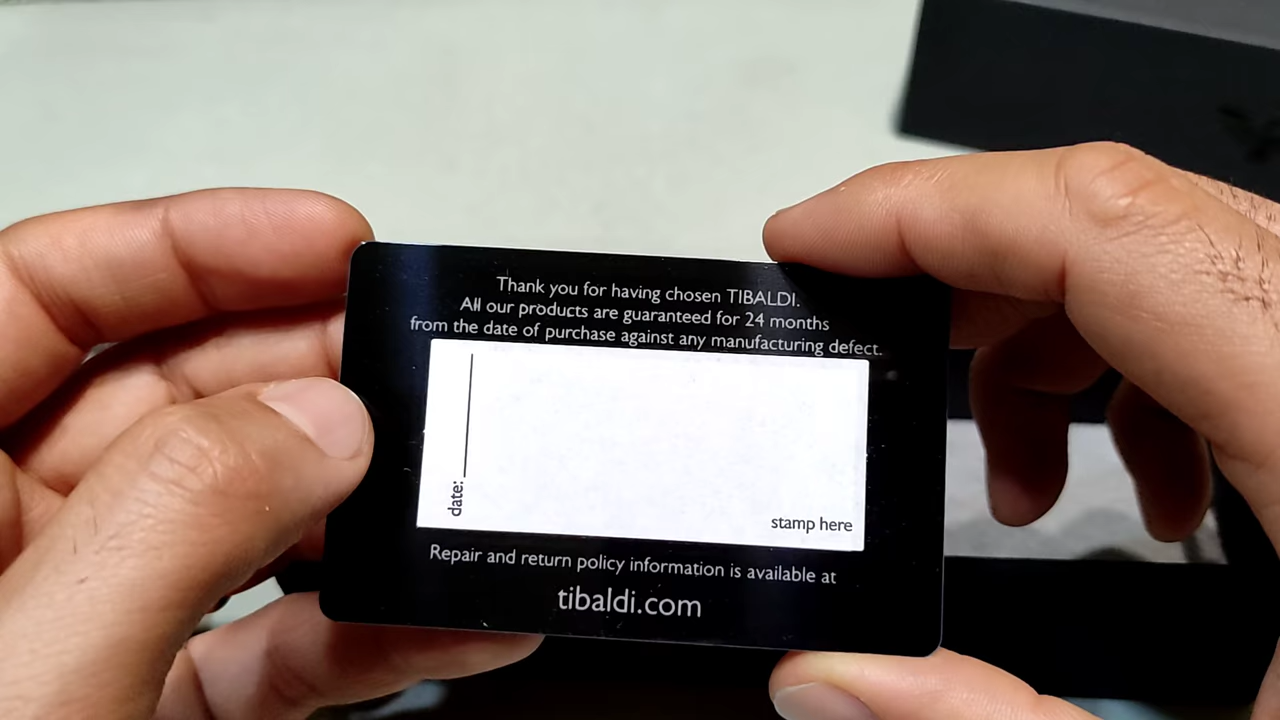 Thank you for having chosen TIBALDI.
All our products are guaranteed for 24 months
from the date of purchase against any manufacturing defect.
date:
stamp here
Repair and return policy information is available at
tibaldi.com